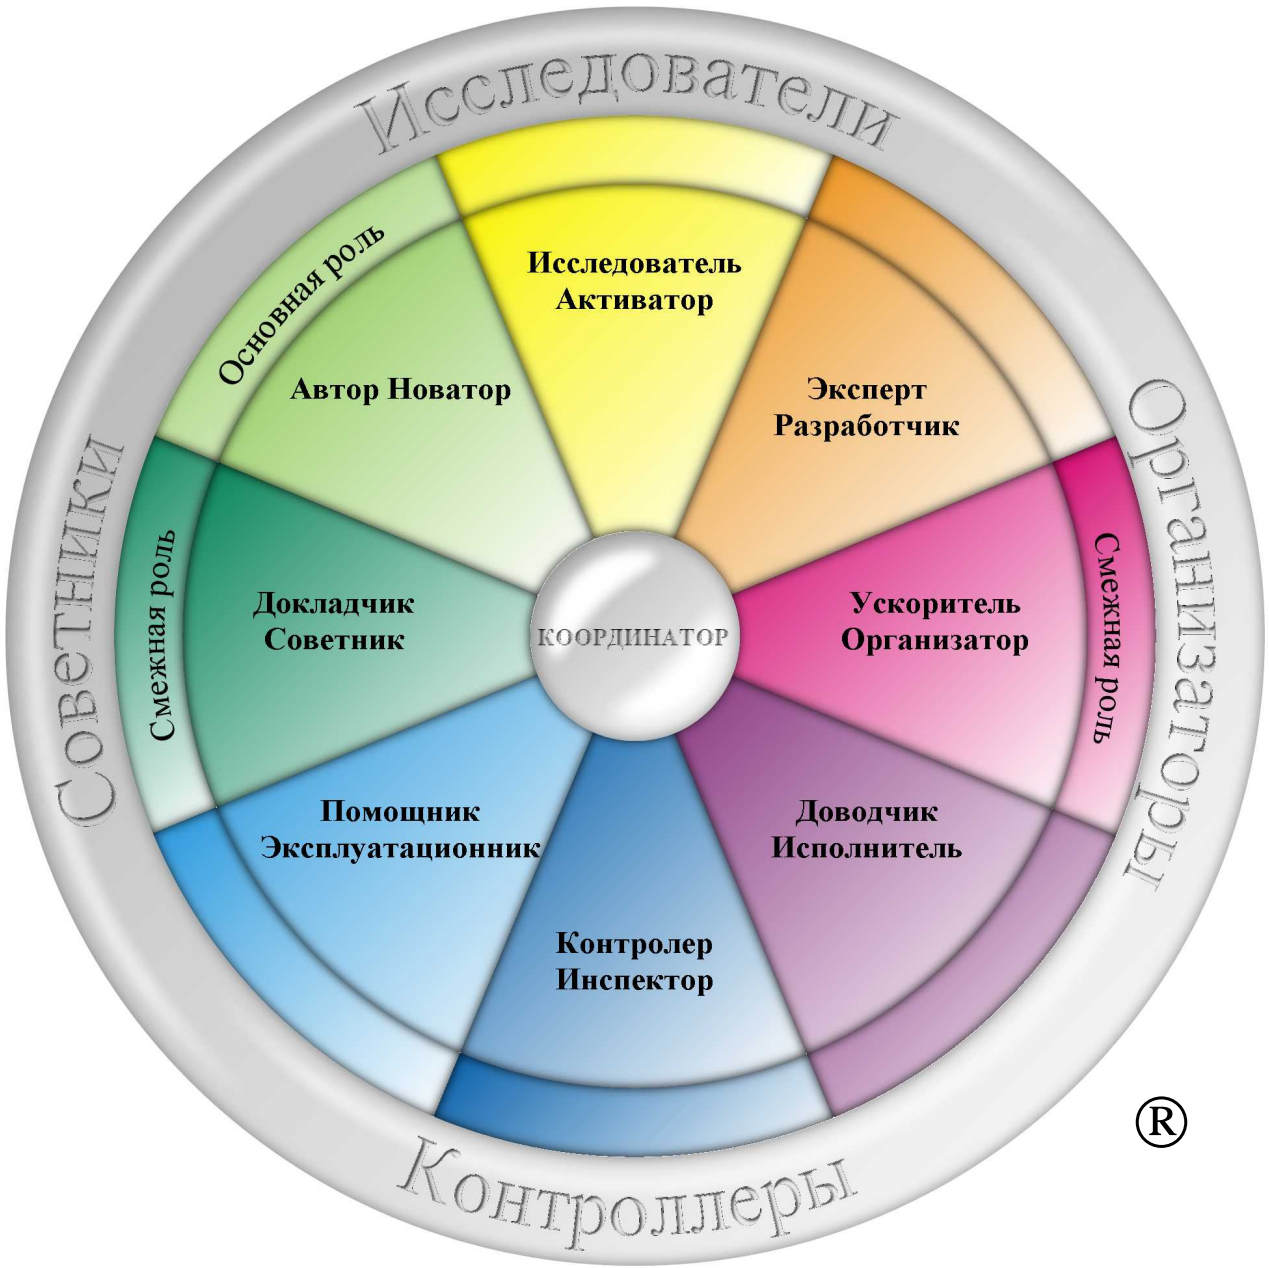 Исследователи
Основная роль
Исследователь
Активатор
Автор Новатор
Эксперт
Разработчик
Организаторы
Советники
Смежная роль
Докладчик
Советник
КООРДИНАТОР
Ускоритель
Организатор
Смежная роль
Помощник
Эксплуатационник
Доводчик
Исполнитель
Контролер
Инспектор
Контроллеры
®